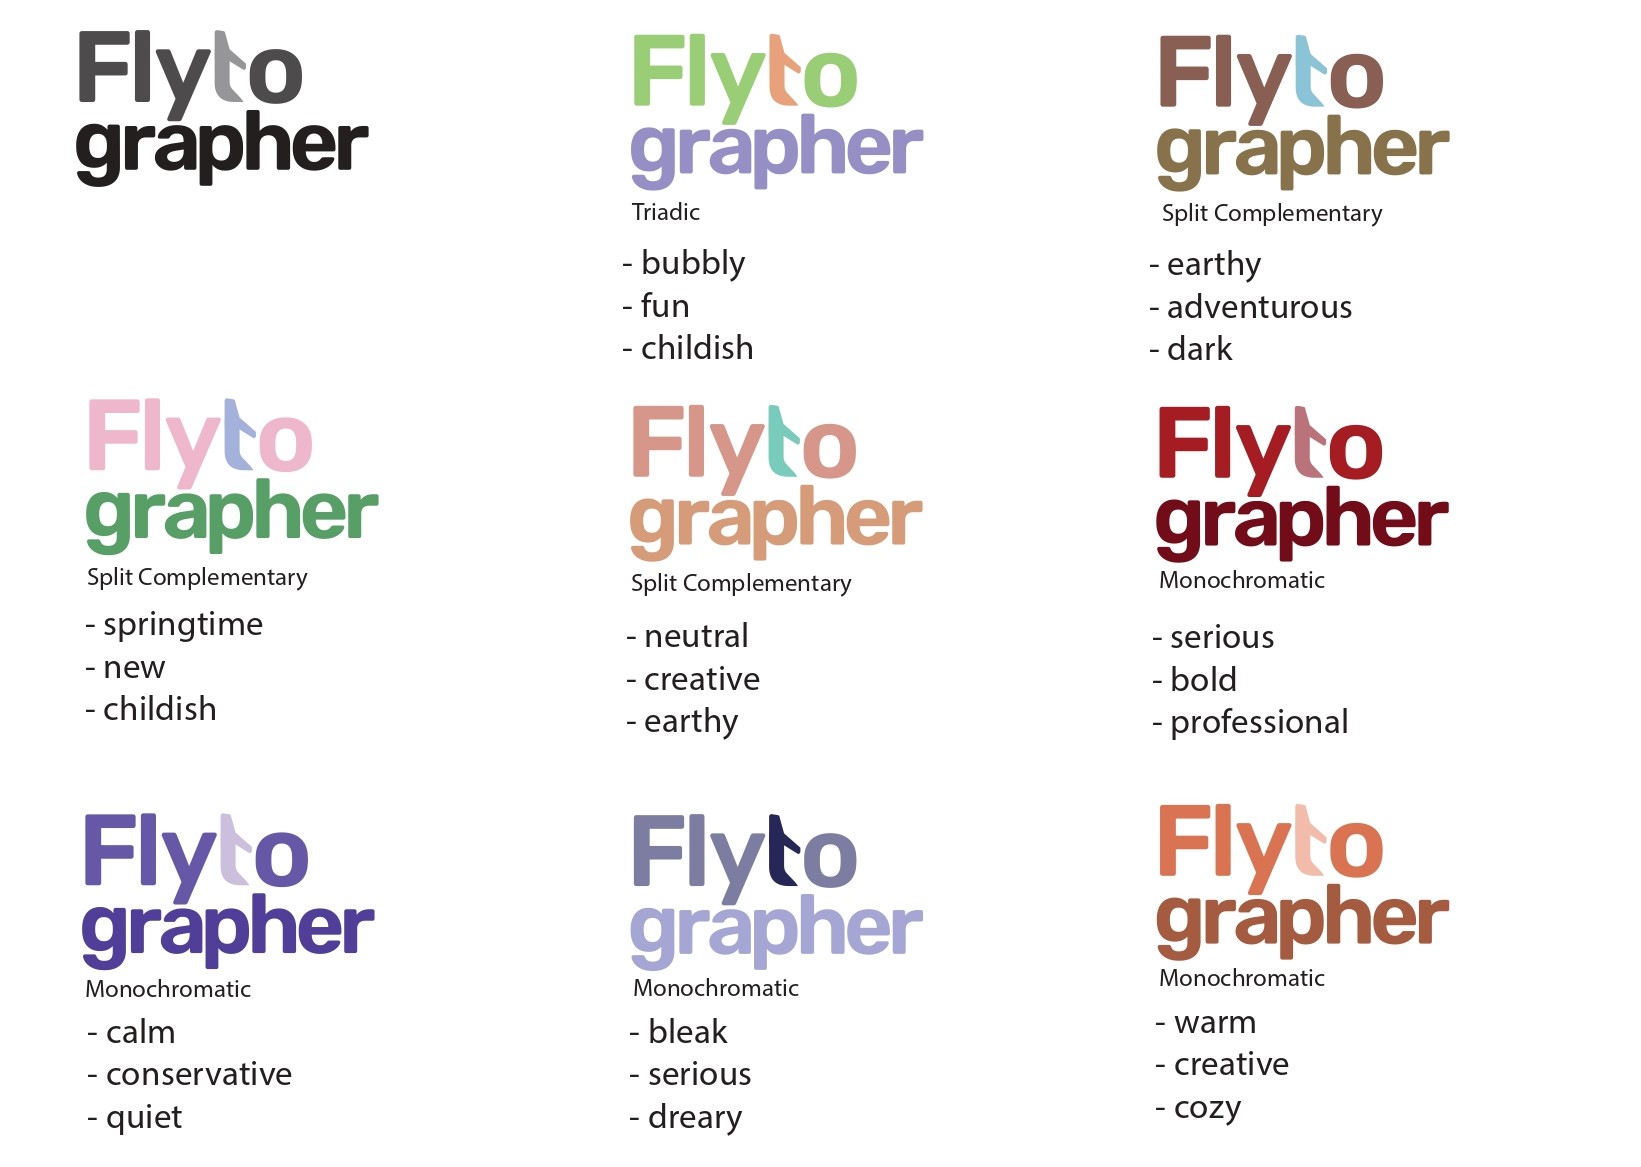 Flyto
grapher
Flyto
grapher
Triadic
- bubbly
- fun
- childish
Flyto
grapher
Split Complementary
- earthy
- adventurous
- dark
Flyto
grapher
Split Complementary
- springtime
- new
- childish
Flyto
grapher
Split Complementary
- neutral
- creative
- earthy
Flyto
grapher
Monochromatic
- serious
- bold
- professional
Flyto
grapher
Monochromatic
- calm
- conservative
- quiet
Flyto
grapher
Monochromatic
- bleak
- serious
- dreary
Flyto
grapher
Monochromatic
- warm
- creative
- cozy